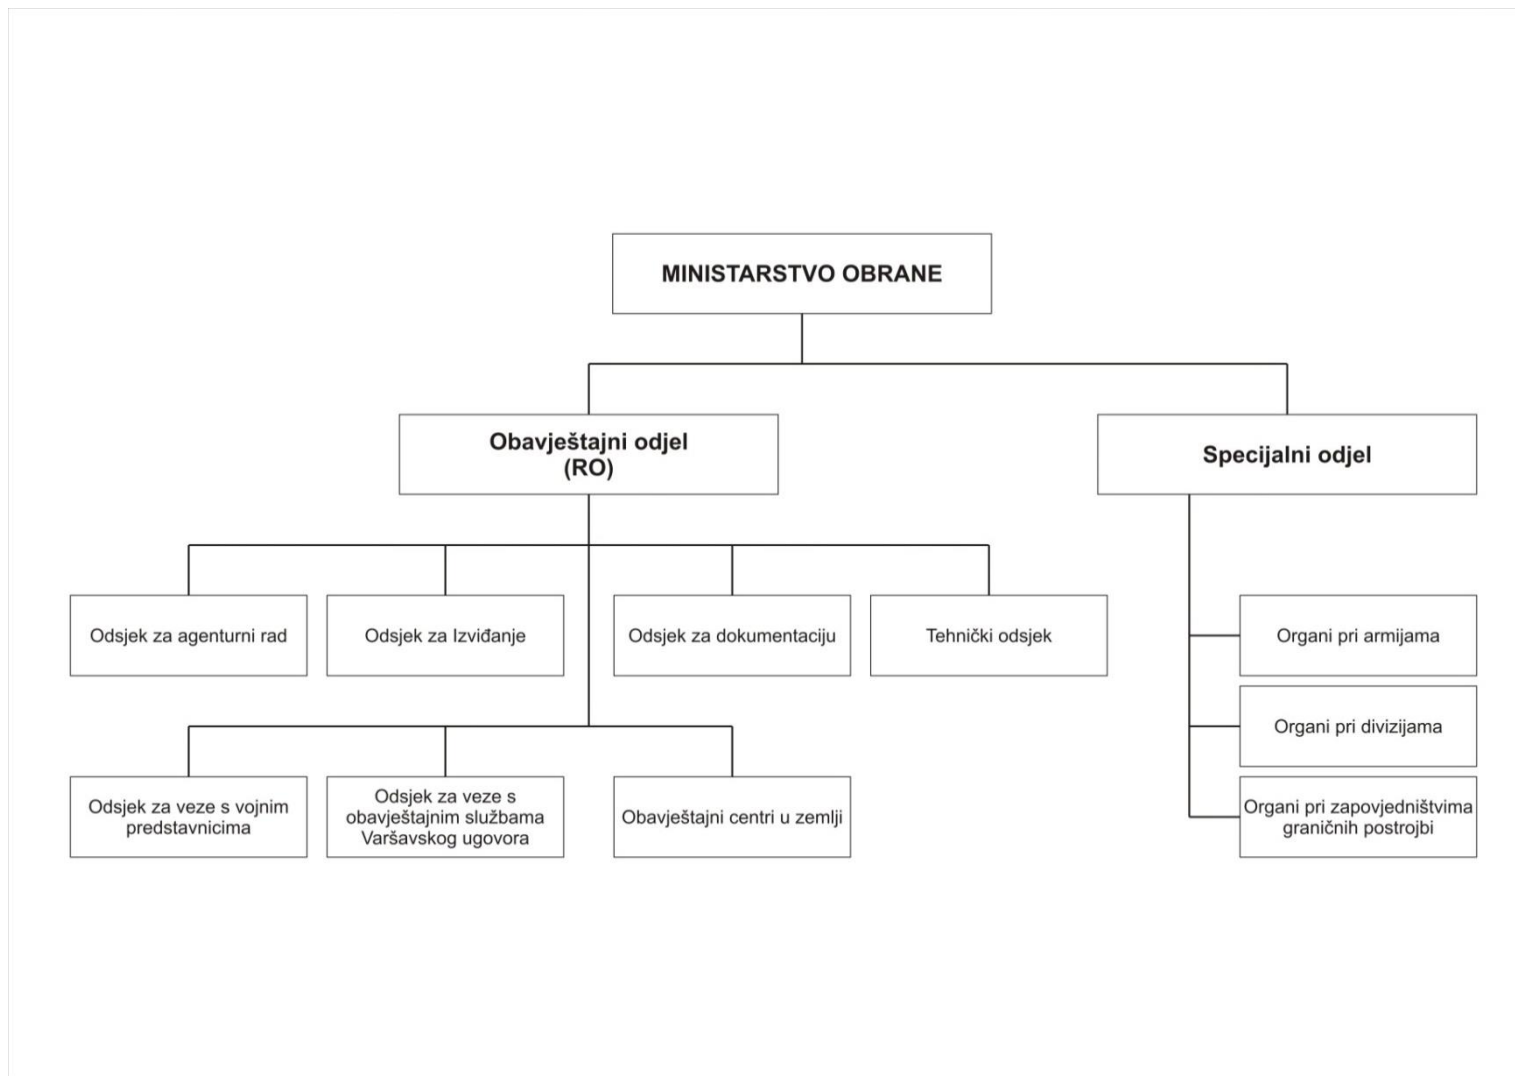 MINISTARSTVO OBRANE
Obavještajni odjel
(RO)
Specijalni odjel
Odsjek za agenturni rad
Odsjek za Izviđanje
Odsjek za dokumentaciju
Tehnički odsjek
Organi pri armijama
Organi pri divizijama
Odsjek za veze s vojnim
predstavnicima
Odsjek za veze s
obavještajnim službama
Varšavskog ugovora
Obavještajni centri u zemlji
Organi pri zapovjedništvima
graničnih postrojbi